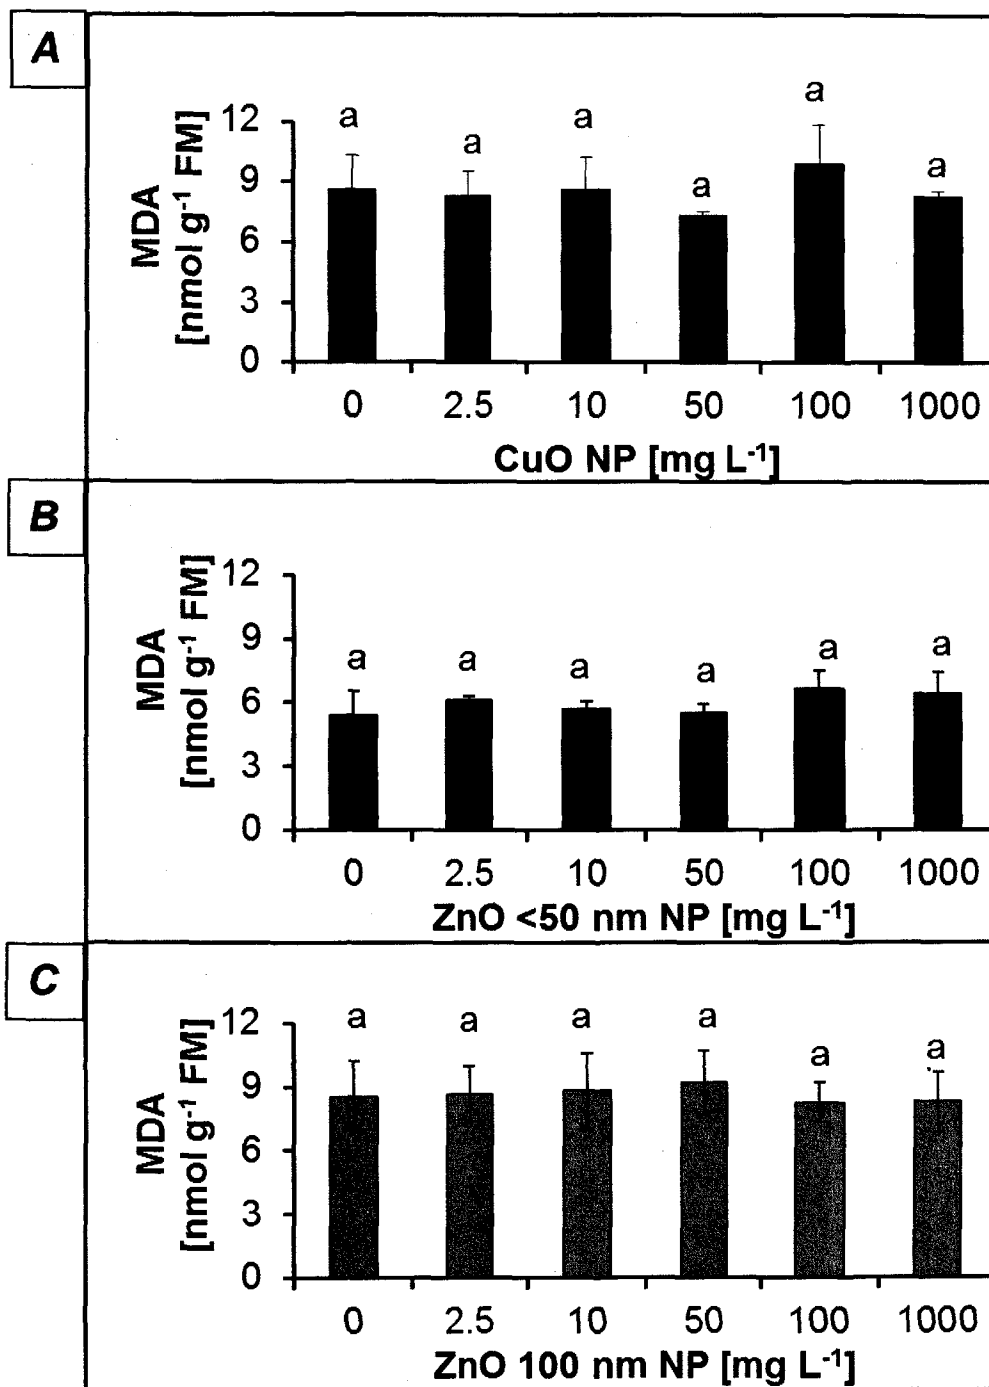 A
a a a a a a
MDA
[nmol g⁻¹ FM]
12
9
6
3
0
0 2.5 10 50 100 1000
CuO NP [mg L⁻¹]
B
a a a a a a
MDA
[nmol g⁻¹ FM]
12
9
6
3
0
0 2.5 10 50 100 1000
ZnO <50 nm NP [mg L⁻¹]
C
a a a a a a
MDA
[nmol g⁻¹ FM]
12
9
6
3
0
0 2.5 10 50 100 1000
ZnO 100 nm NP [mg L⁻¹]